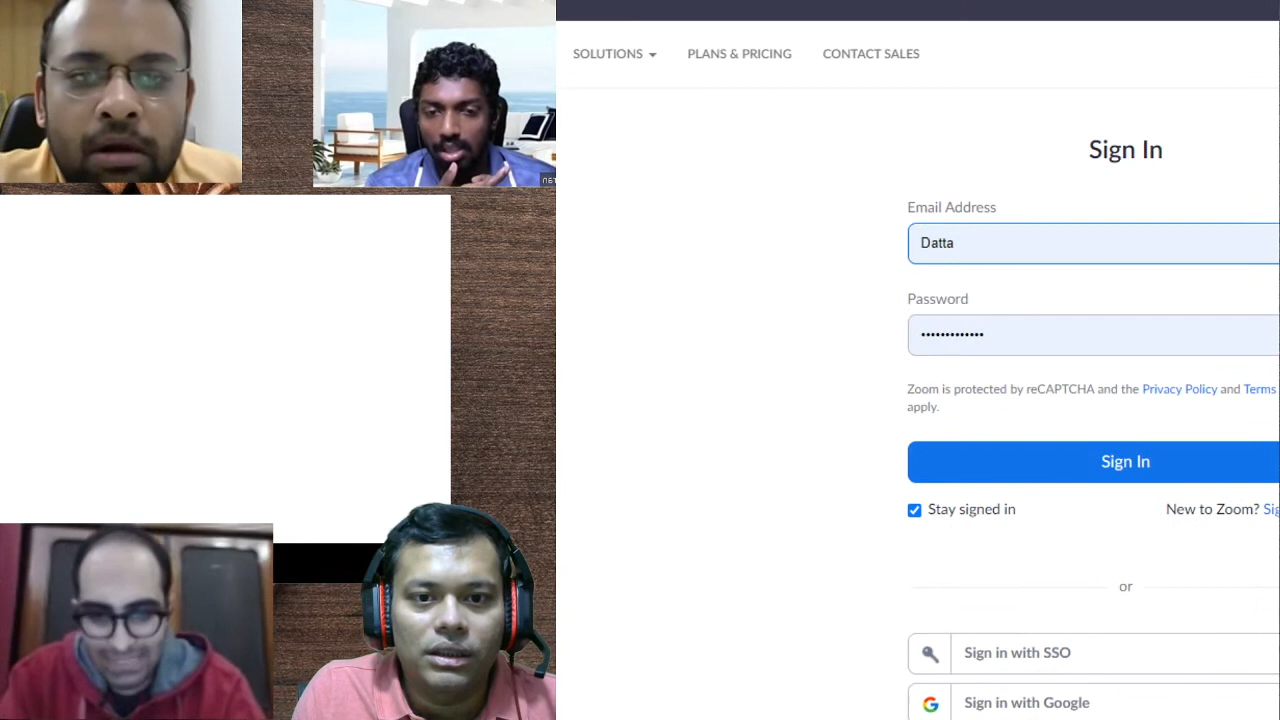 SOLUTIONS PLANS & PRICING CONTACT SALES
Sign In
Email Address
Datta
Password
•••••••••••••
Zoom is protected by reCAPTCHA and the Privacy Policy and Terms
apply.
Sign In
Stay signed in New to Zoom?
or
Sign in with SSO
Sign in with Google